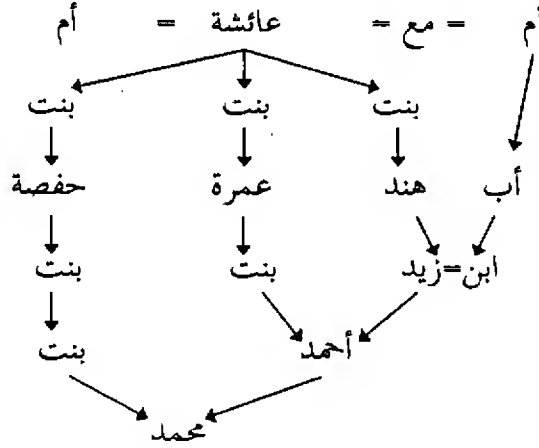 أم = مع = عائشة = أم
بنت بنت بنت
أب هند عمرة حفصة
ابن=زيد بنت بنت
أحمد بنت
محمد